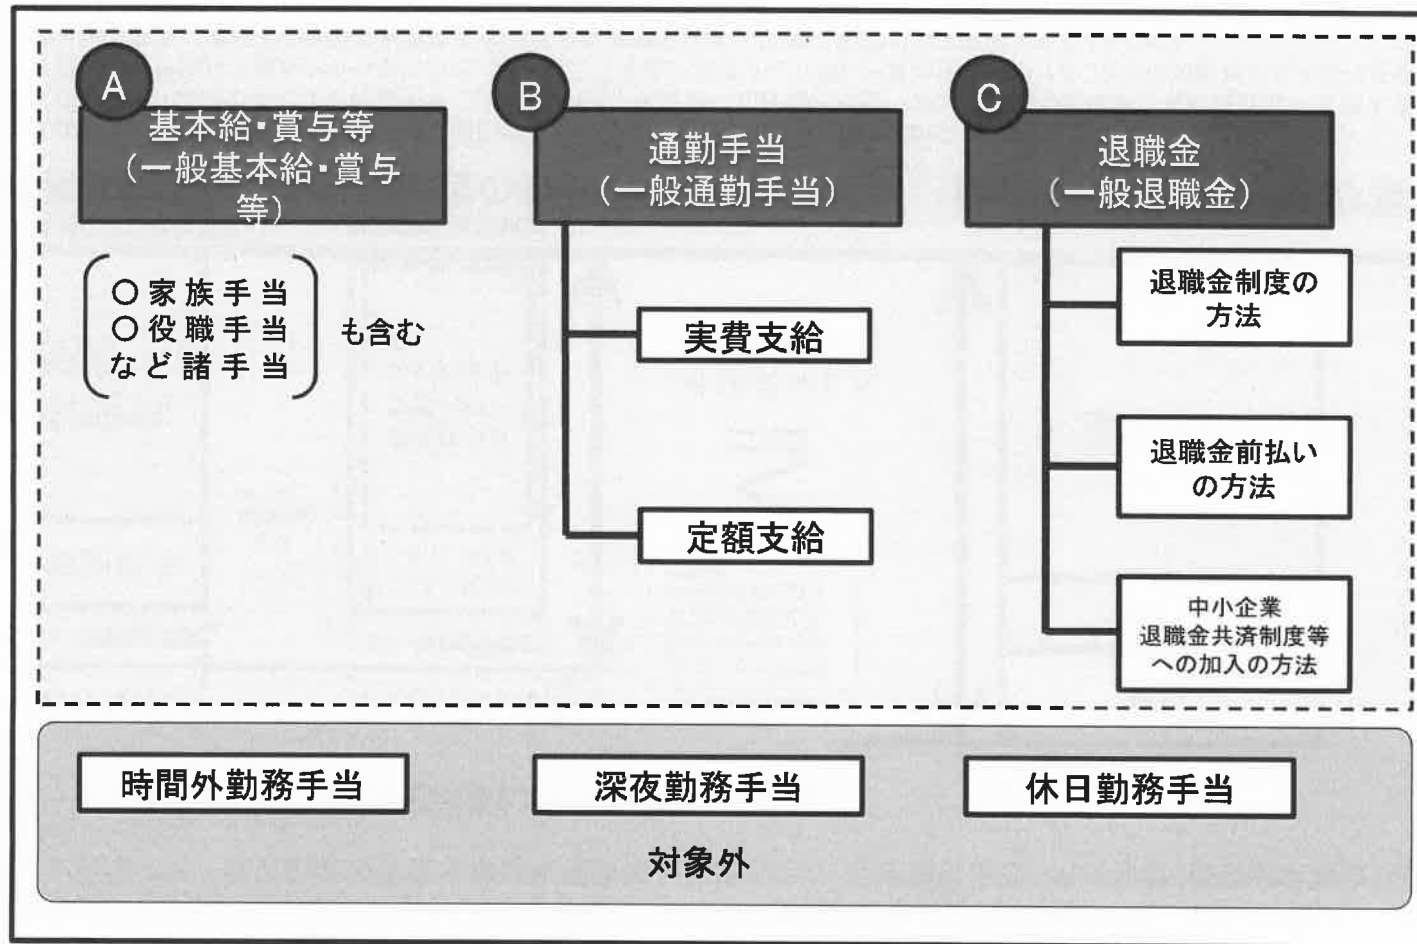 A
基本給・賞与等
（一般基本給・賞与
等）
○家族手当
○役職手当
など諸手当
も含む
B
通勤手当
（一般通勤手当）
実費支給
定額支給
C
退職金
（一般退職金）
退職金制度の
方法
退職金前払い
の方法
中小企業
退職金共済制度等
への加入の方法
時間外勤務手当
深夜勤務手当
休日勤務手当
対象外